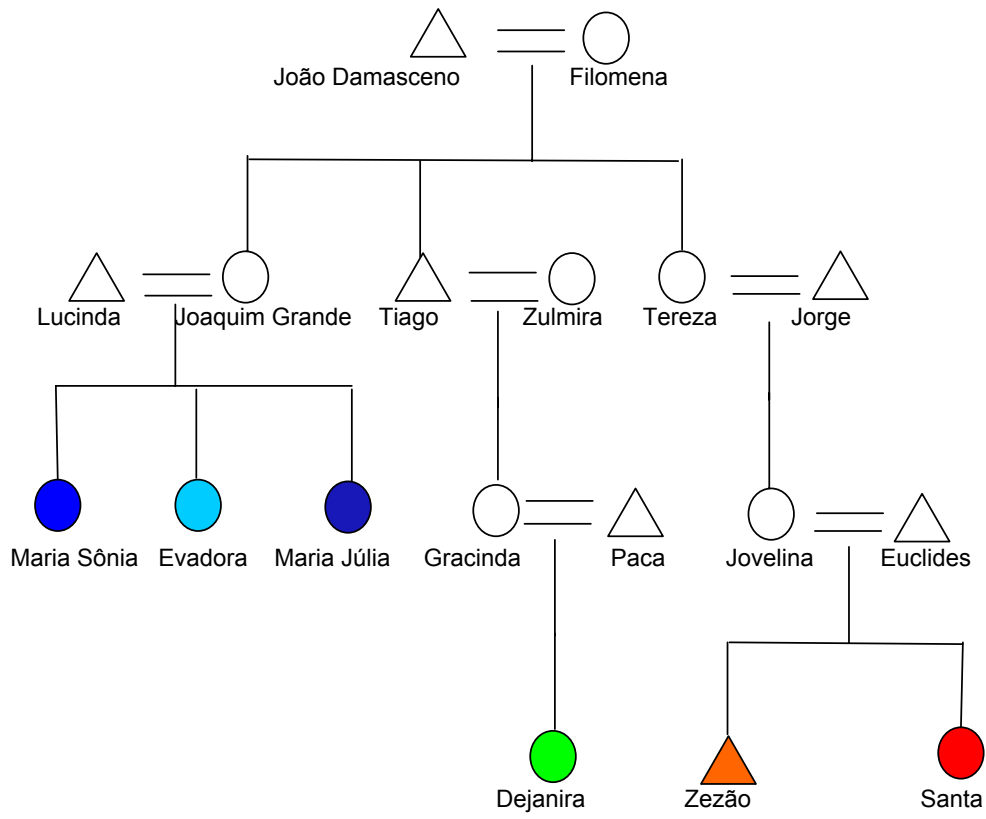 João Damasceno Filomena
Lucinda Joaquim Grande Tiago Zulmira Tereza Jorge
Maria Sônia Evadora Maria Júlia Gracinda Paca Jovelina Euclides
Dejanira Zezão Santa